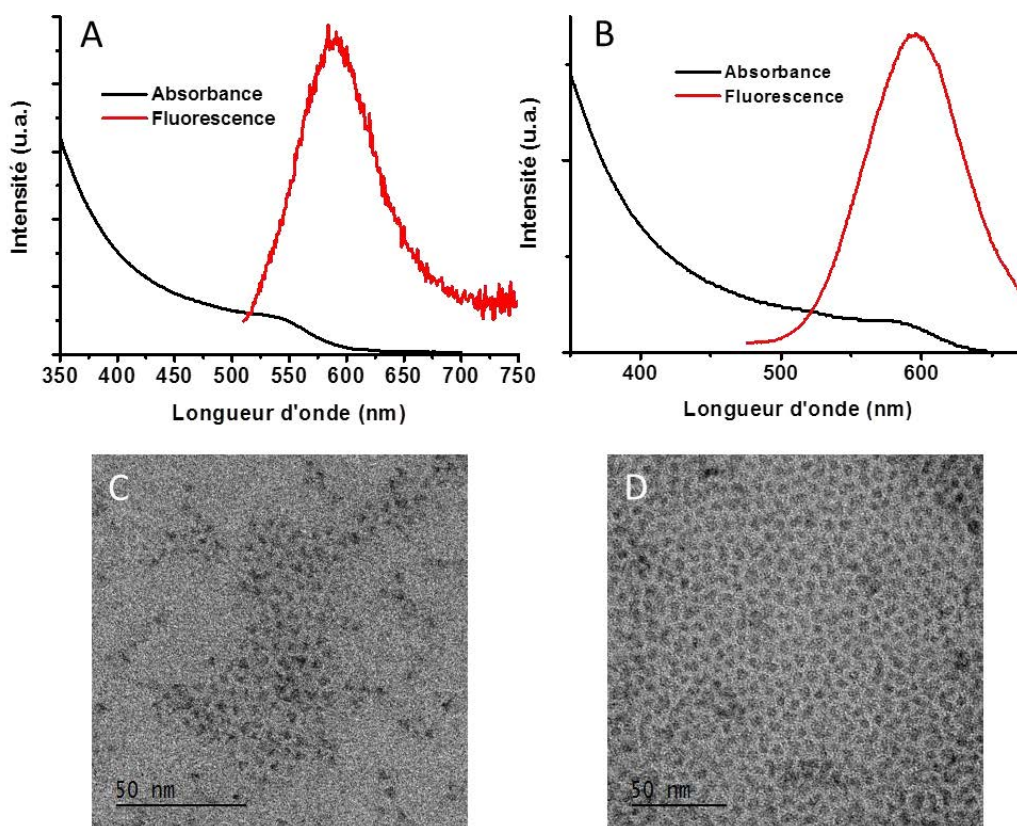 A
Absorbance
Fluorescence
Intensité (u.a.)
350 400 450 500 550 600 650 700 750
Longueur d'onde (nm)
B
Absorbance
Fluorescence
Intensité (u.a.)
400 500 600
Longueur d'onde (nm)
C
50 nm
D
50 nm